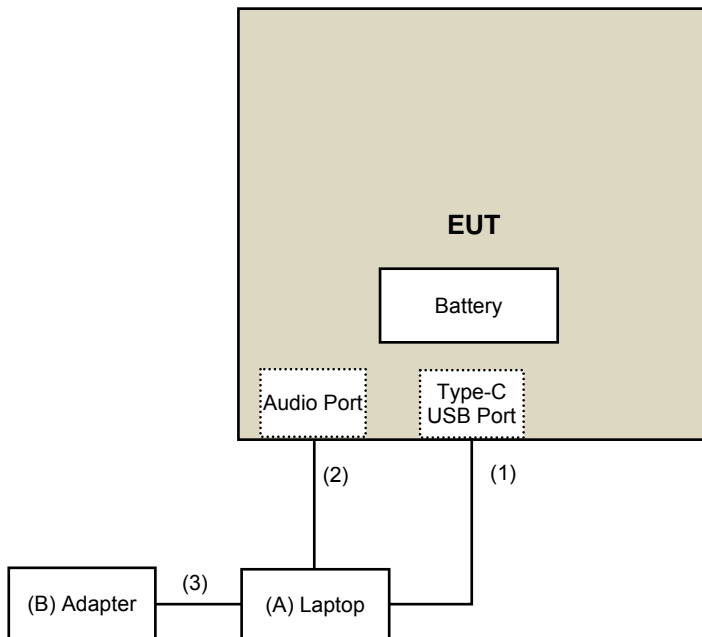 EUT
Battery
Audio Port
Type-C
USB Port
(2)
(1)
(3)
(B) Adapter
(A) Laptop